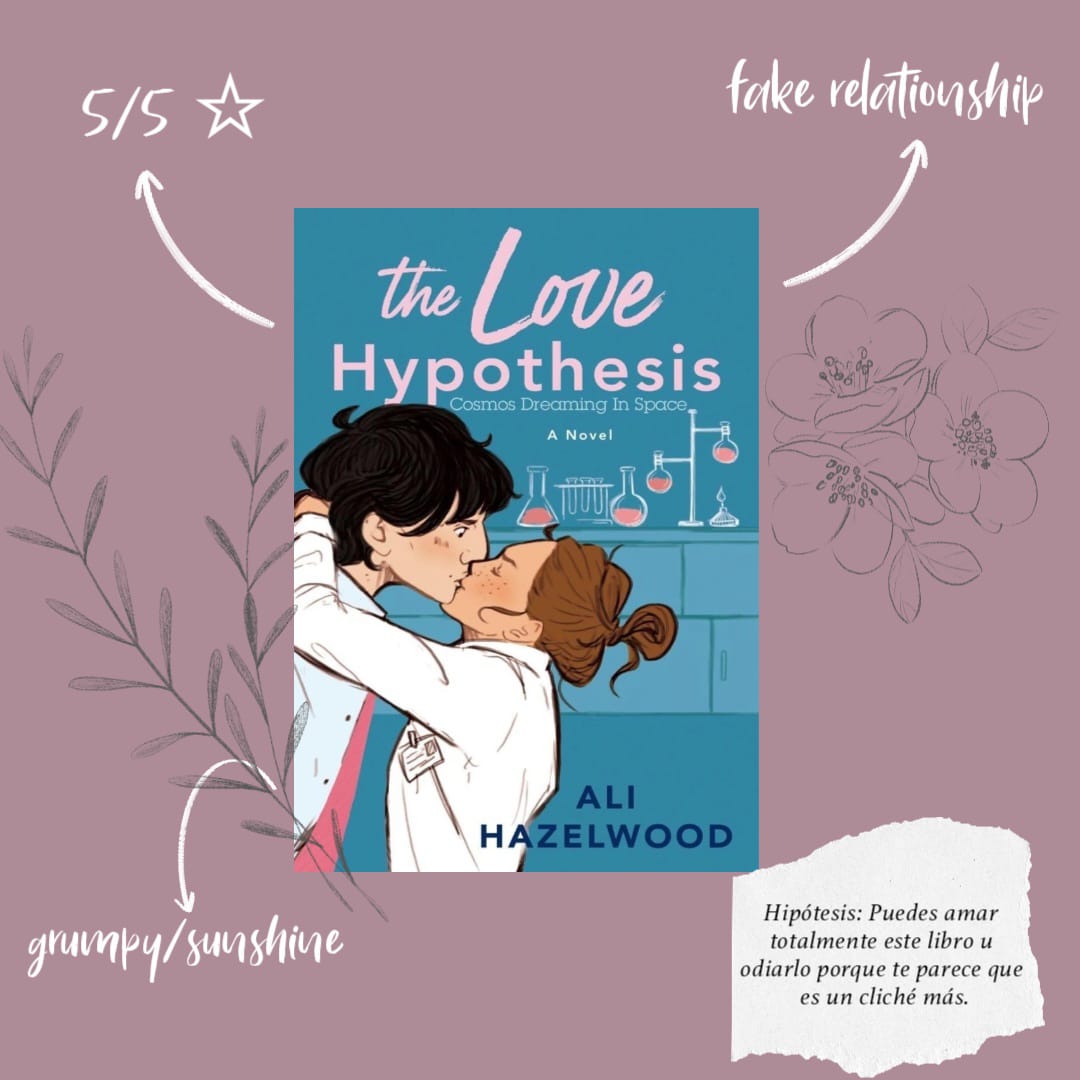 5/5 ☆
fake relationship
the Love
Hypothesis
Cosmos Dreaming In Space
A Novel
ALI
HAZELWOOD
grumpy/sunshine
Hipótesis: Puedes amar
totalmente este libro u
odiarlo porque te parece que
es un cliché más.